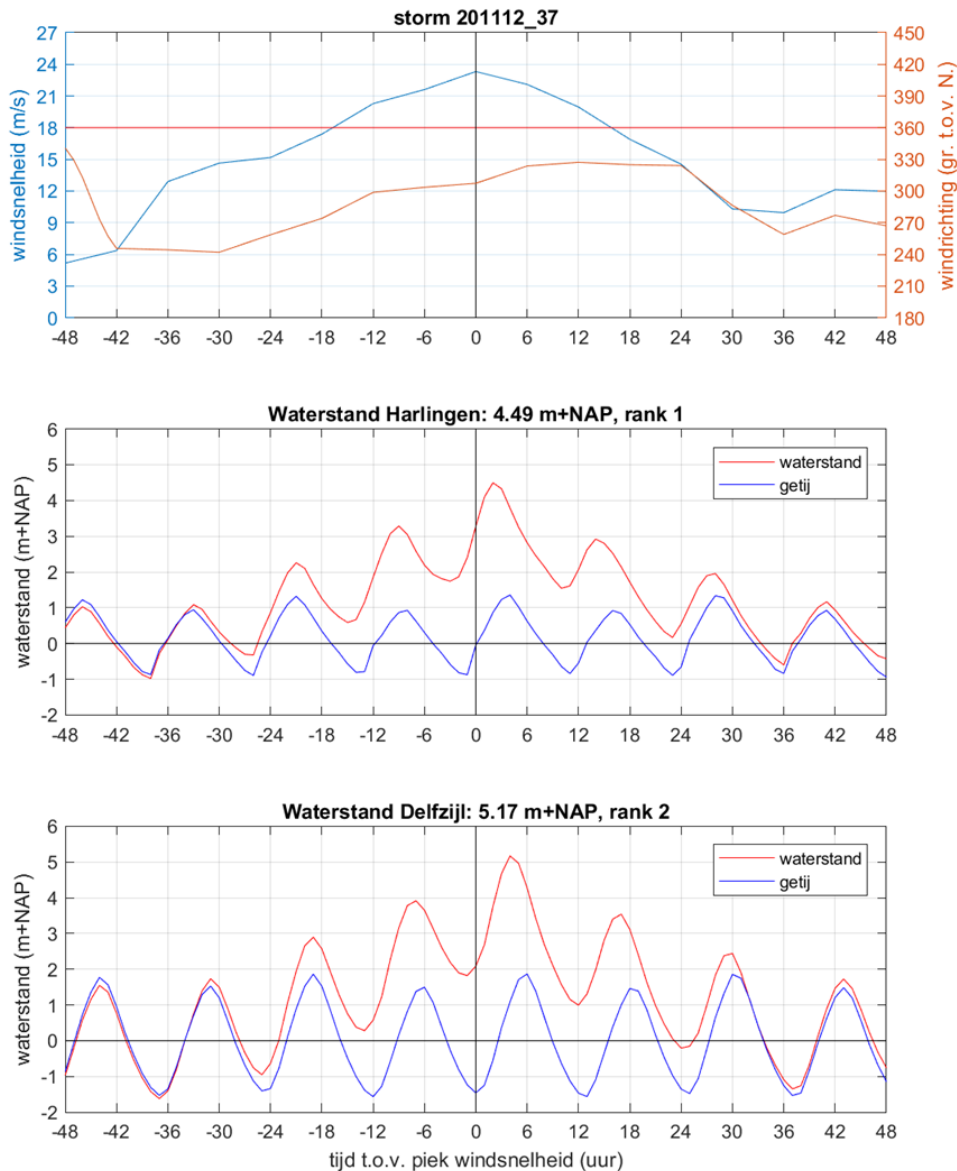 storm 201112_37
windsnelheid (m/s)
27
24
21
18
15
12
9
6
3
0
windrichting (gr. t.o.v. N.)
450
420
390
360
330
300
270
240
210
180
-48 -42 -36 -30 -24 -18 -12 -6 0 6 12 18 24 30 36 42 48
Waterstand Harlingen: 4.49 m+NAP, rank 1
waterstand (m+NAP)
6
5
4
3
2
1
0
-1
-2
waterstand
getij
-48 -42 -36 -30 -24 -18 -12 -6 0 6 12 18 24 30 36 42 48
Waterstand Delfzijl: 5.17 m+NAP, rank 2
waterstand (m+NAP)
6
5
4
3
2
1
0
-1
-2
waterstand
getij
-48 -42 -36 -30 -24 -18 -12 -6 0 6 12 18 24 30 36 42 48
tijd t.o.v. piek windsnelheid (uur)